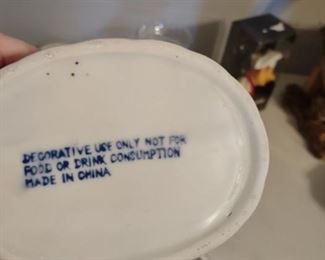 DECORATIVE USE ONLY NOT FOR
FOOD OR DRINK CONSUMPTION
MADE IN CHINA